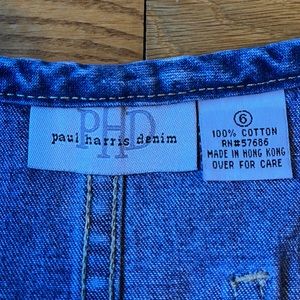 PHD
paul harris denim
6
100% COTTON
RN#57686
MADE IN HONG KONG
OVER FOR CARE